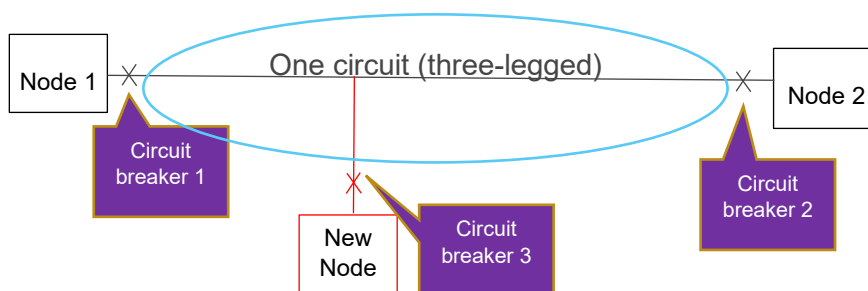 One circuit (three-legged)
Node 1
Node 2
Circuit
breaker 1
Circuit
breaker 2
Circuit
breaker 3
New
Node